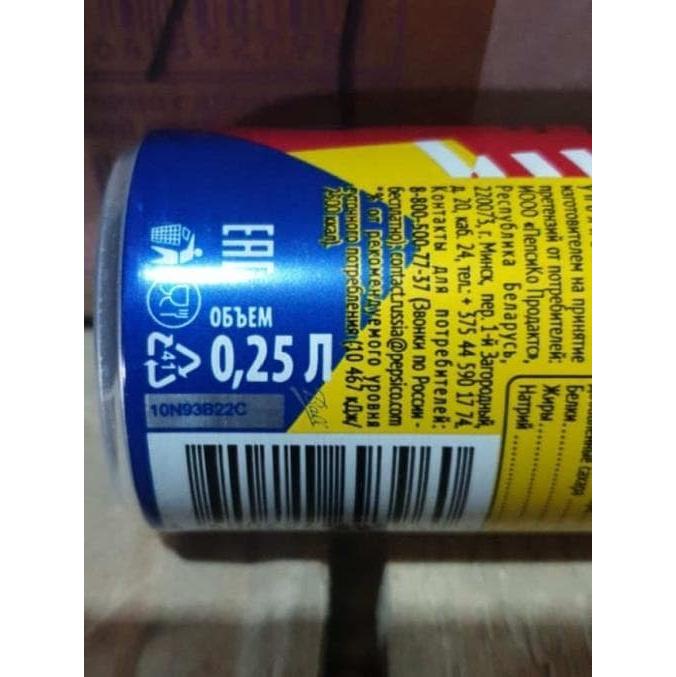 EAC
ОБЪЕМ
0,25 Л
41
10N93B22C
изготовителем на принятие
претензий от потребителей:
ИООО «ПепсиКо Продактс»,
Республика Беларусь,
220073, г. Минск, пер. 1-й Загородный,
д. 20, каб. 24, тел.: + 375 44 590 17 74.
Контакты для потребителей:
8-800-500-77-57 (Звонки по России -
бесплатно); contact.russia@pepsico.com
*% от рекомендуемого уровня
суточного потребления (10 467 кДж/
2500 ккал).
сахара
Белки
Жиры
Натрий